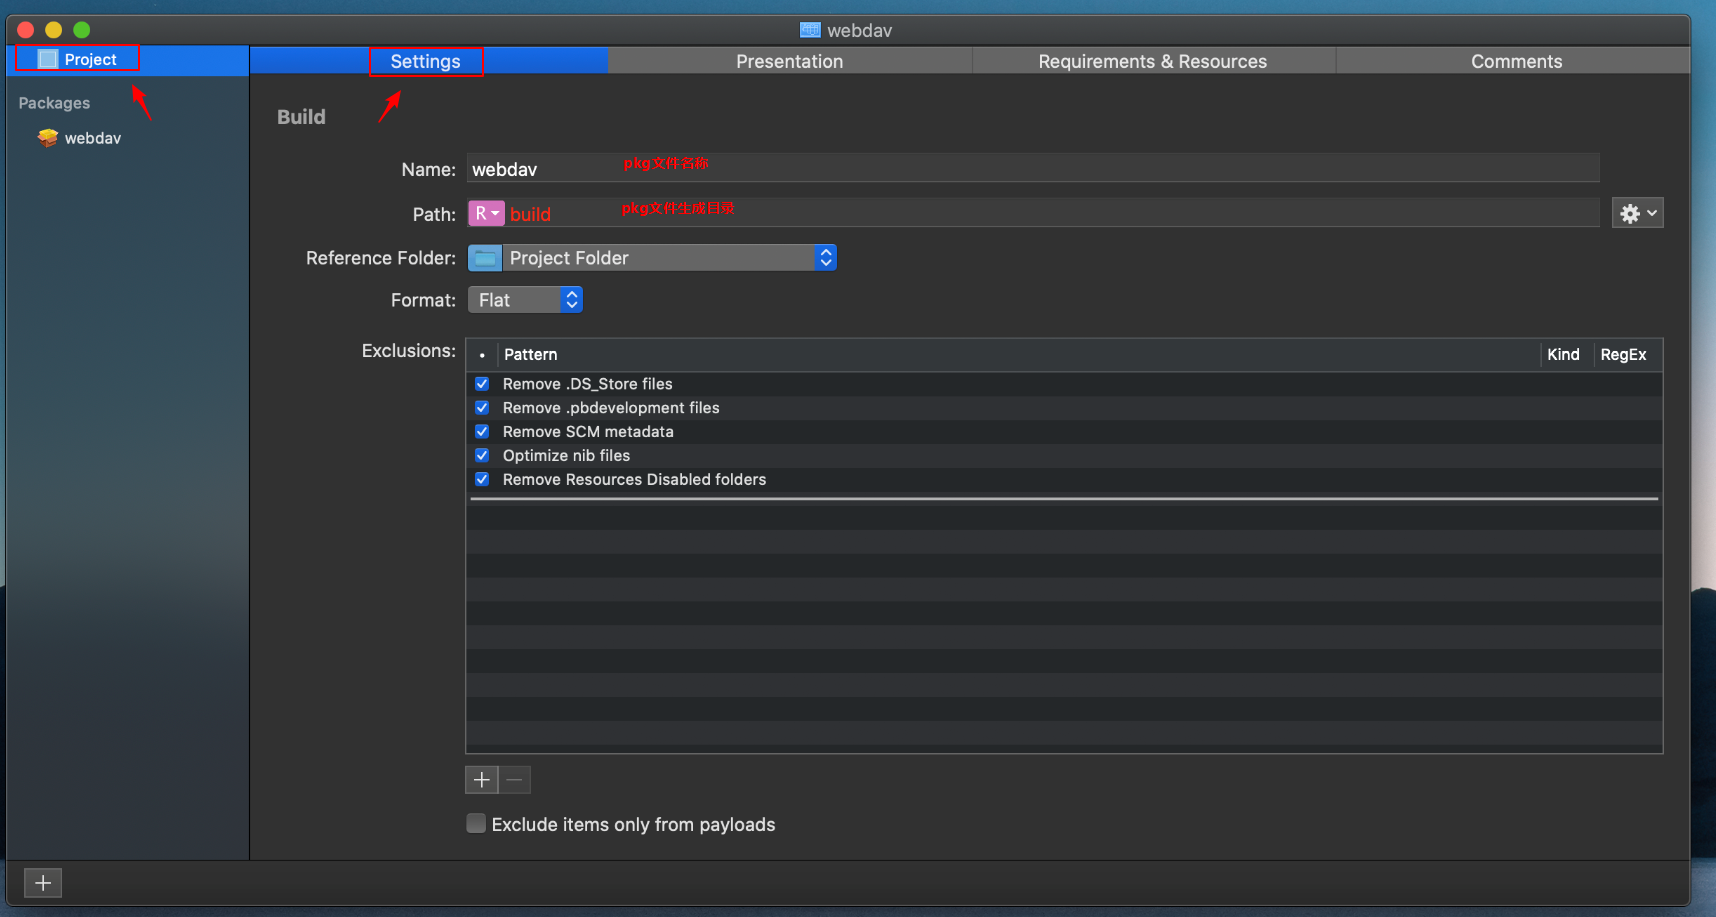 webdav
Project
Settings
Presentation
Requirements & Resources
Comments
Packages
webdav
Build
Name: webdav
pkg文件名称
Path: R build
pkg文件生成目录
Reference Folder: Project Folder
Format: Flat
Exclusions:
• Pattern Kind RegEx
Remove .DS_Store files
Remove .pbdevelopment files
Remove SCM metadata
Optimize nib files
Remove Resources Disabled folders
Exclude items only from payloads